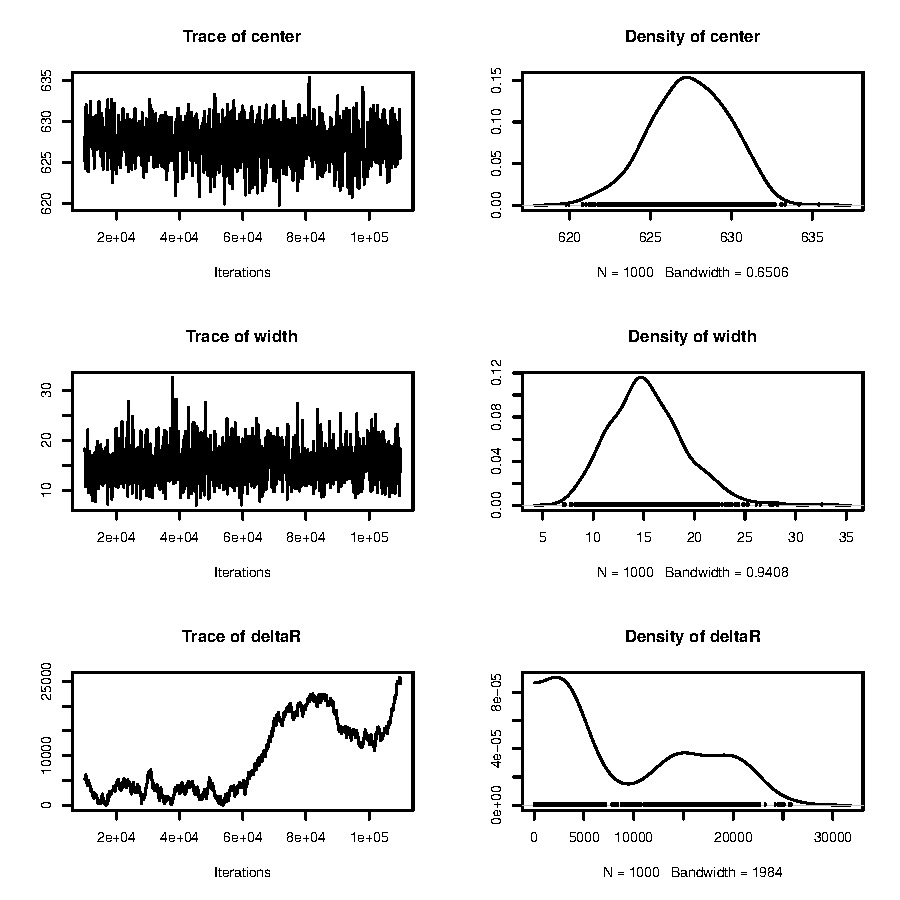 Trace of center
635
630
625
620
2e+04 4e+04 6e+04 8e+04 1e+05
Iterations
Density of center
0.15
0.10
0.05
0.00
620 625 630 635
N = 1000 Bandwidth = 0.6506
Trace of width
30
20
10
2e+04 4e+04 6e+04 8e+04 1e+05
Iterations
Density of width
0.12
0.08
0.04
0.00
5 10 15 20 25 30 35
N = 1000 Bandwidth = 0.9408
Trace of deltaR
25000
10000
0
2e+04 4e+04 6e+04 8e+04 1e+05
Iterations
Density of deltaR
8e-05
4e-05
0e+00
0 5000 10000 20000 30000
N = 1000 Bandwidth = 1984